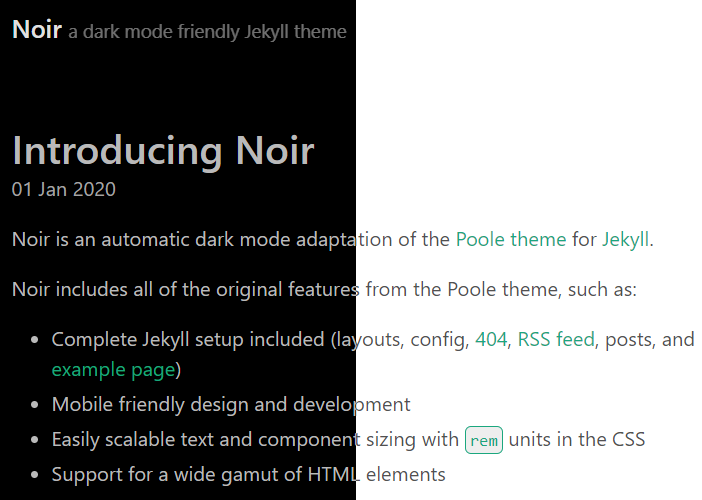 Noir a dark mode friendly Jekyll theme
Introducing Noir
01 Jan 2020
Noir is an automatic dark mode adaptation of the Poole theme for Jekyll.
Noir includes all of the original features from the Poole theme, such as:
• Complete Jekyll setup included (layouts, config, 404, RSS feed, posts, and
example page)
• Mobile friendly design and development
• Easily scalable text and component sizing with rem units in the CSS
• Support for a wide gamut of HTML elements